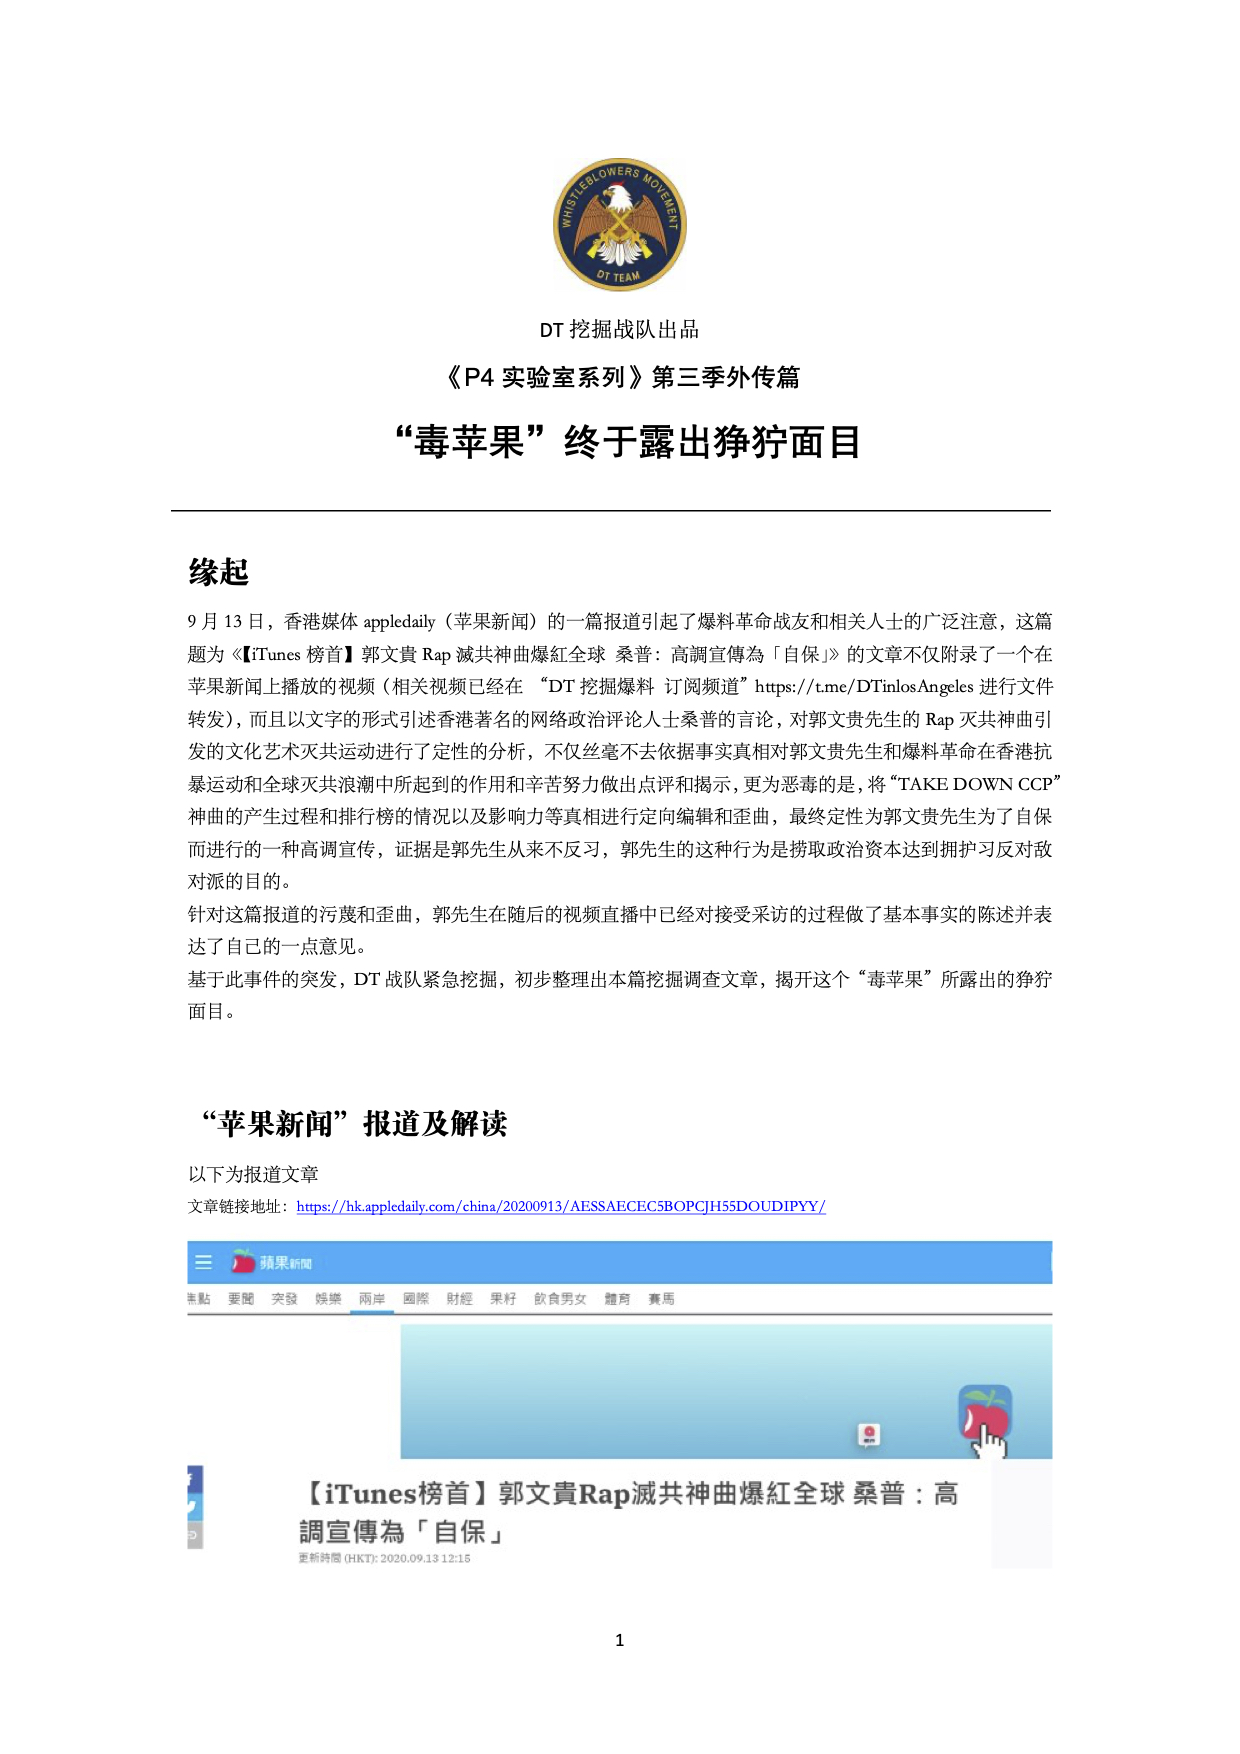 WHISTLEBLOWERS MOVEMENT
DT TEAM
DT 挖掘战队出品
《P4 实验室系列》第三季外传篇
“毒苹果”终于露出狰狞面目
缘起
9 月 13 日，香港媒体 appledaily（苹果新闻）的一篇报道引起了爆料革命战友和相关人士的广泛注意，这篇
题为《【iTunes 榜首】郭文貴 Rap 滅共神曲爆紅全球 桑普：高調宣傳為「自保」》的文章不仅附录了一个在
苹果新闻上播放的视频（相关视频已经在 “DT 挖掘爆料 订阅频道” https://t.me/DTinlosAngeles 进行文件
转发），而且以文字的形式引述香港著名的网络政治评论人士桑普的言论，对郭文贵先生的 Rap 灭共神曲引
发的文化艺术灭共运动进行了定性的分析，不仅丝毫不去依据事实真相对郭文贵先生和爆料革命在香港抗
暴运动和全球灭共浪潮中所起到的作用和辛苦努力做出点评和揭示，更为恶毒的是，将“TAKE DOWN CCP”
神曲的产生过程和排行榜的情况以及影响力等真相进行定向编辑和歪曲，最终定性为郭文贵先生为了自保
而进行的一种高调宣传，证据是郭先生从来不反习，郭先生的这种行为是捞取政治资本达到拥护习反对敌
对派的目的。
针对这篇报道的污蔑和歪曲，郭先生在随后的视频直播中已经对接受采访的过程做了基本事实的陈述并表
达了自己的一点意见。
基于此事件的突发，DT 战队紧急挖掘，初步整理出本篇挖掘调查文章，揭开这个“毒苹果”所露出的狰狞
面目。
“苹果新闻”报道及解读
以下为报道文章
文章链接地址：https://hk.appledaily.com/china/20200913/AESSAECEC5BOPCJH55DOUDIPYY/
蘋果新聞
焦點 要聞 突發 娛樂 兩岸 國際 財經 果籽 飲食男女 體育 賽馬
【iTunes榜首】郭文貴Rap滅共神曲爆紅全球 桑普：高
調宣傳為「自保」
更新時間 (HKT): 2020.09.13 12:15
1